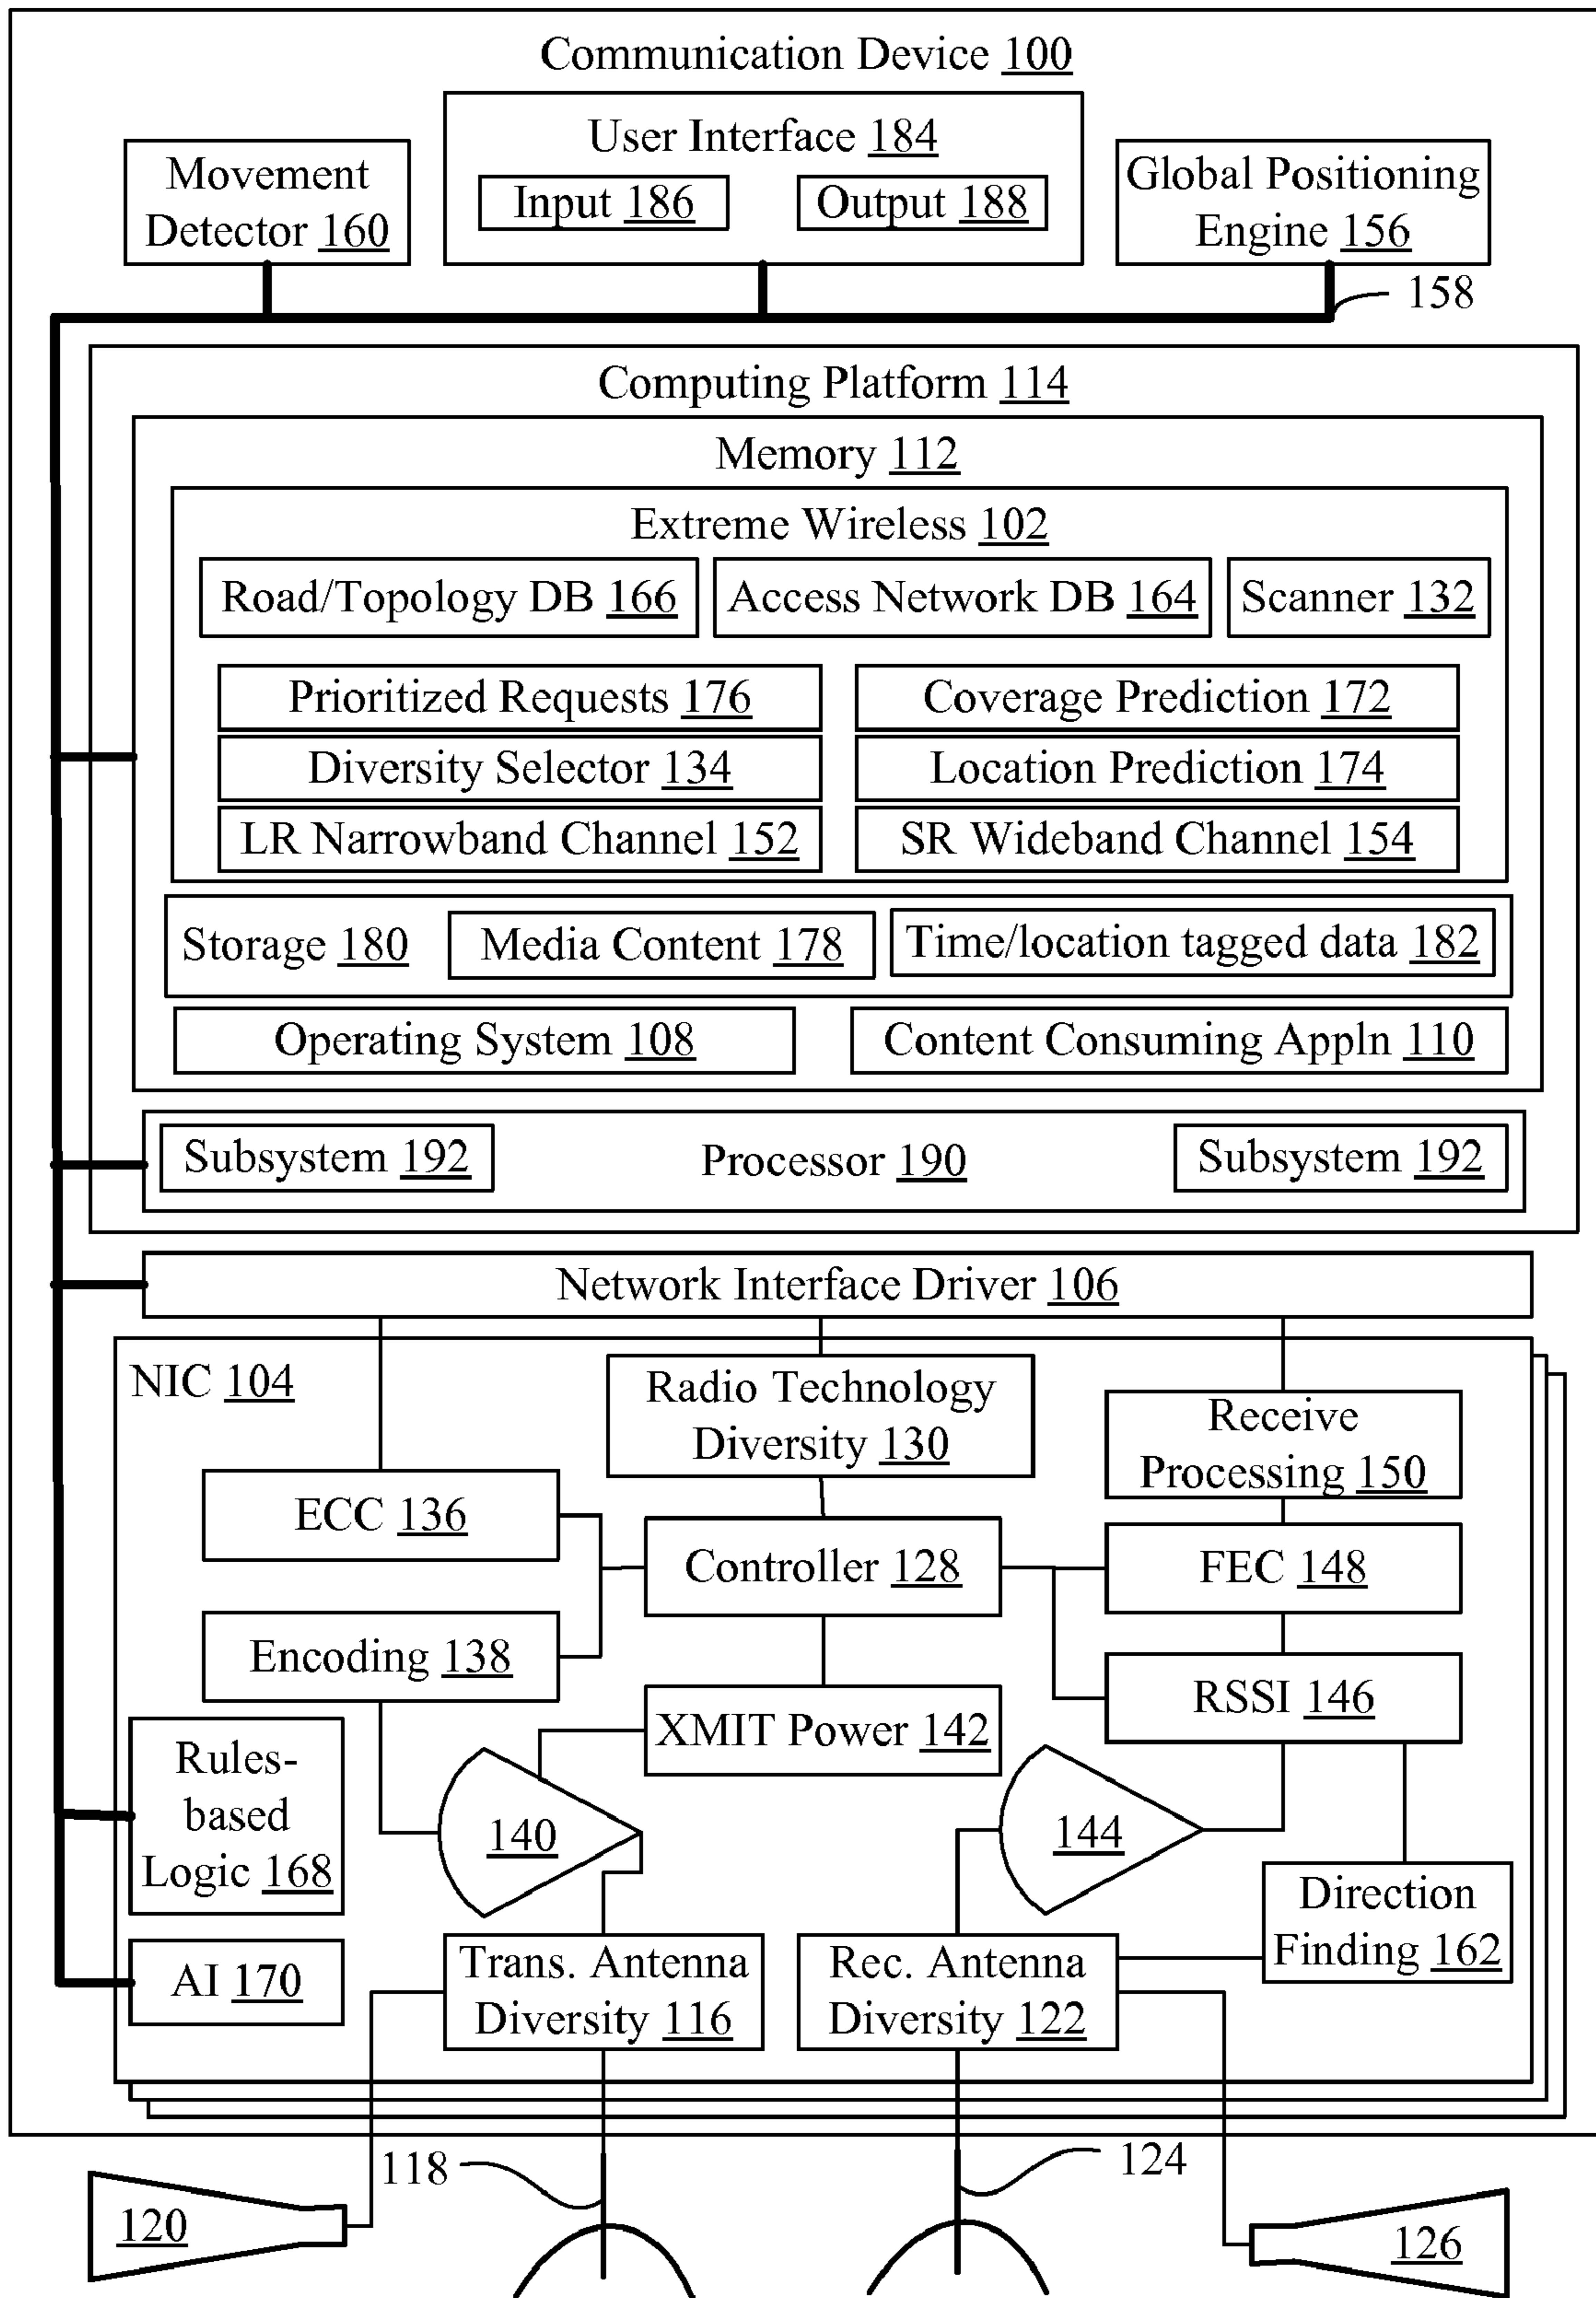 Communication Device 100
User Interface 184
Input 186
Output 188
Movement
Detector 160
Global Positioning
Engine 156
158
Computing Platform 114
Memory 112
Extreme Wireless 102
Road/Topology DB 166
Access Network DB 164
Scanner 132
Prioritized Requests 176
Coverage Prediction 172
Diversity Selector 134
Location Prediction 174
LR Narrowband Channel 152
SR Wideband Channel 154
Storage 180
Media Content 178
Time/location tagged data 182
Operating System 108
Content Consuming Appln 110
Subsystem 192
Processor 190
Subsystem 192
Network Interface Driver 106
NIC 104
Radio Technology
Diversity 130
Receive
Processing 150
ECC 136
Controller 128
FEC 148
Encoding 138
XMIT Power 142
RSSI 146
Rules-
based
Logic 168
140
144
Direction
Finding 162
AI 170
Trans. Antenna
Diversity 116
Rec. Antenna
Diversity 122
118
124
120
126